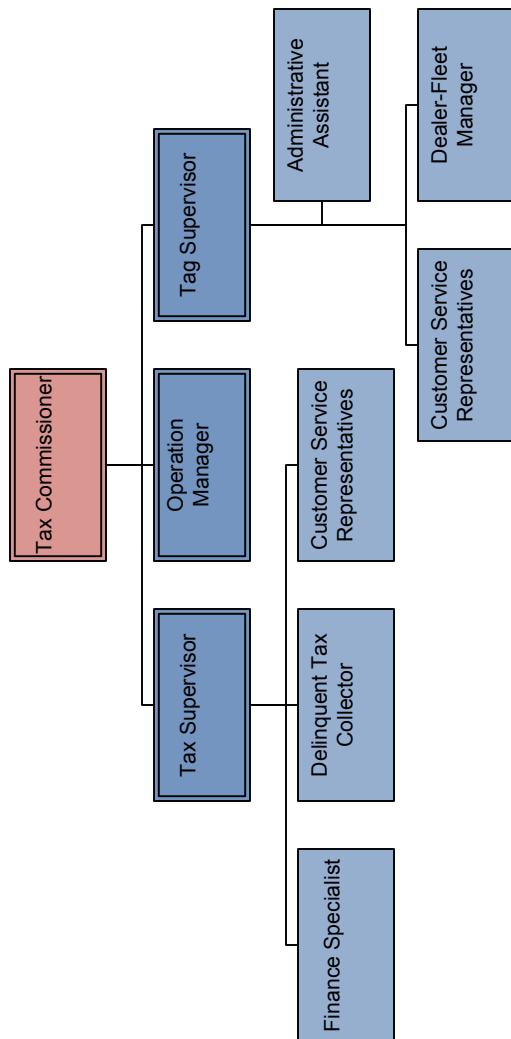 Tax Commissioner
Tax Supervisor
Operation
Manager
Tag Supervisor
Finance Specialist
Delinquent Tax
Collector
Customer Service
Representatives
Administrative
Assistant
Customer Service
Representatives
Dealer-Fleet
Manager